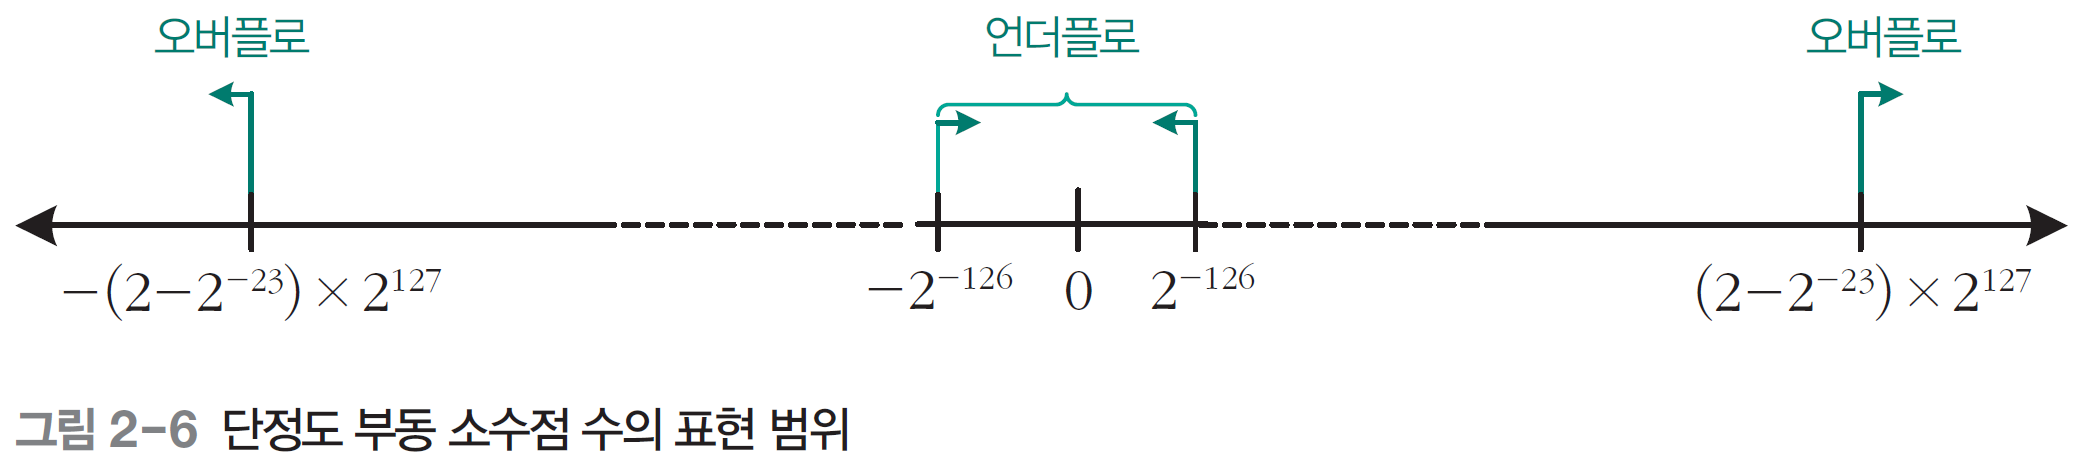 오버플로 언더플로 오버플로
−(2−2⁻²³)×2¹²⁷ −2⁻¹²⁶ 0 2⁻¹²⁶ (2−2⁻²³)×2¹²⁷
그림 2-6 단정도 부동 소수점 수의 표현 범위